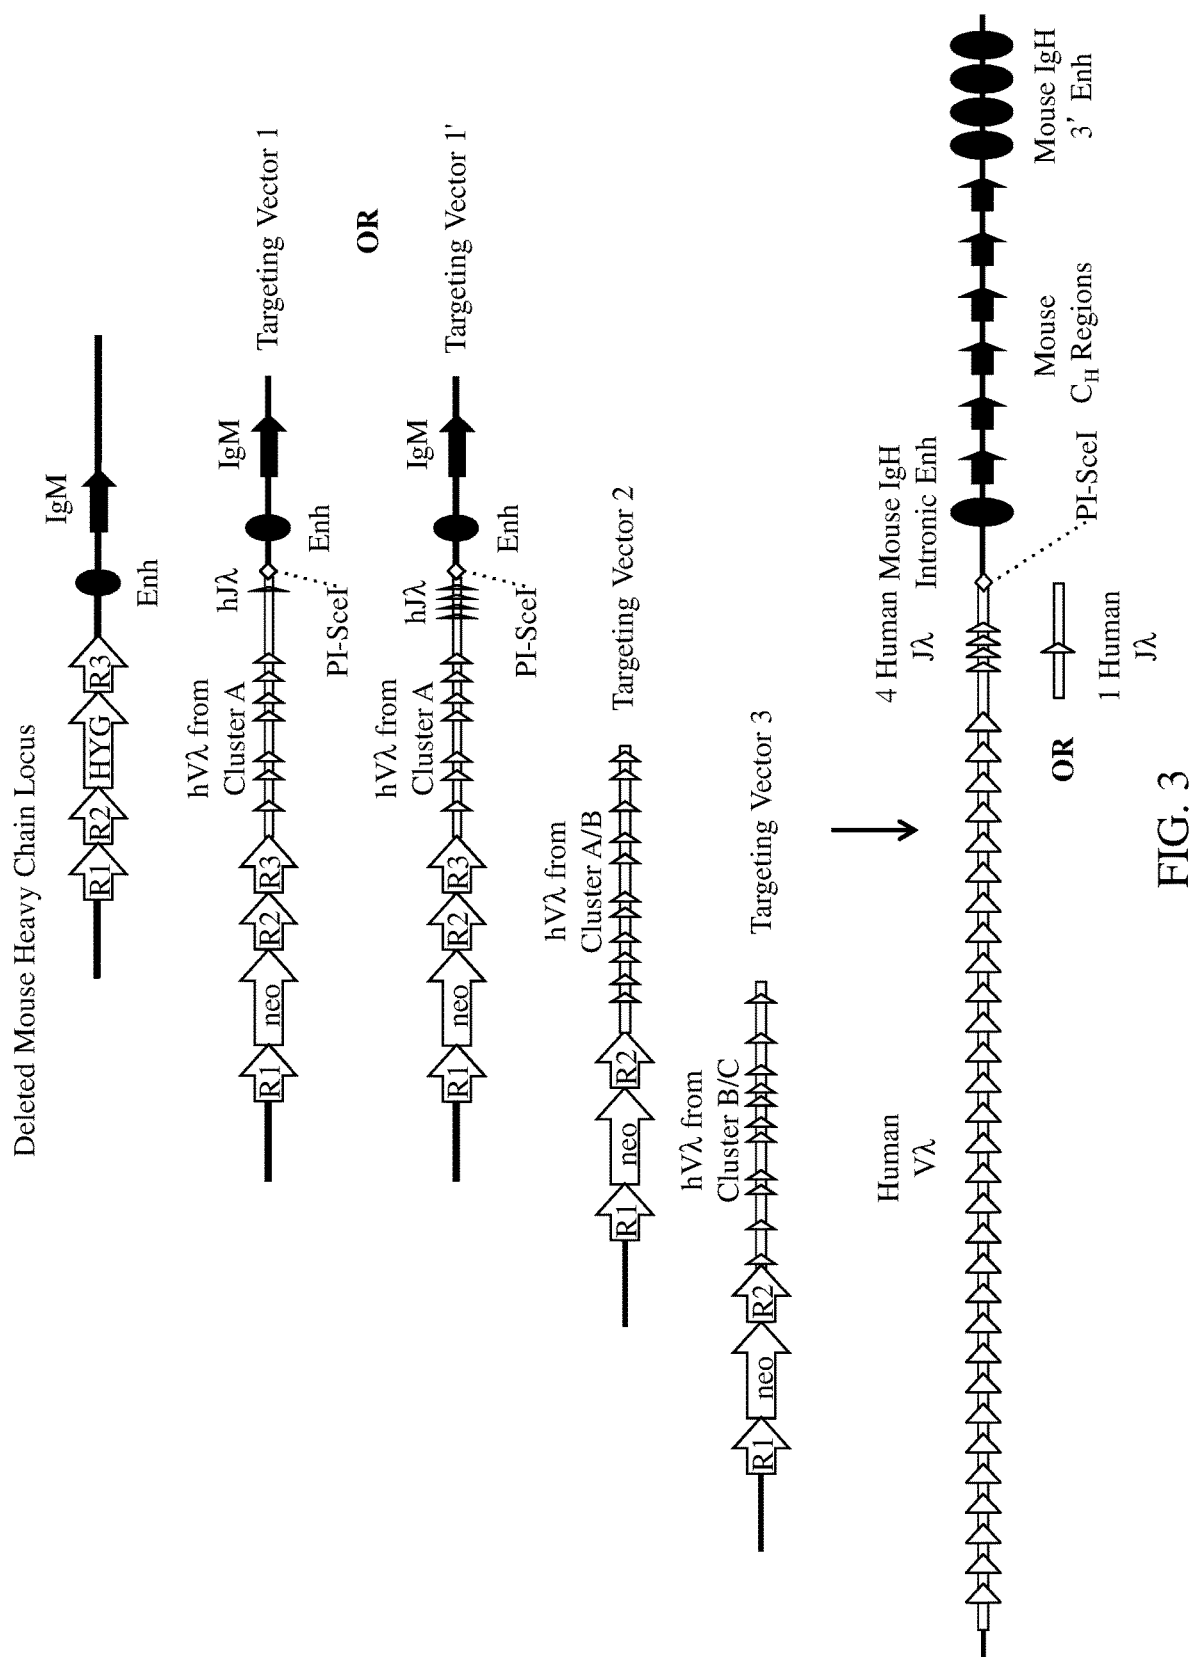 Deleted Mouse Heavy Chain Locus
R1 R2 HYG R3
Enh
IgM
hVλ from
Cluster A
hJλ
IgM
R1 neo R2 R3
PI-SceI
Enh
Targeting Vector 1
OR
hVλ from
Cluster A
hJλ
IgM
R1 neo R2 R3
PI-SceI
Enh
Targeting Vector 1'
hVλ from
Cluster A/B
R1 neo R2
Targeting Vector 2
hVλ from
Cluster B/C
R1 neo R2
Targeting Vector 3
Human
Vλ
4 Human
Jλ
Mouse IgH
Intronic Enh
OR
1 Human
Jλ
PI-SceI
Mouse
CH Regions
Mouse IgH
3' Enh
FIG. 3